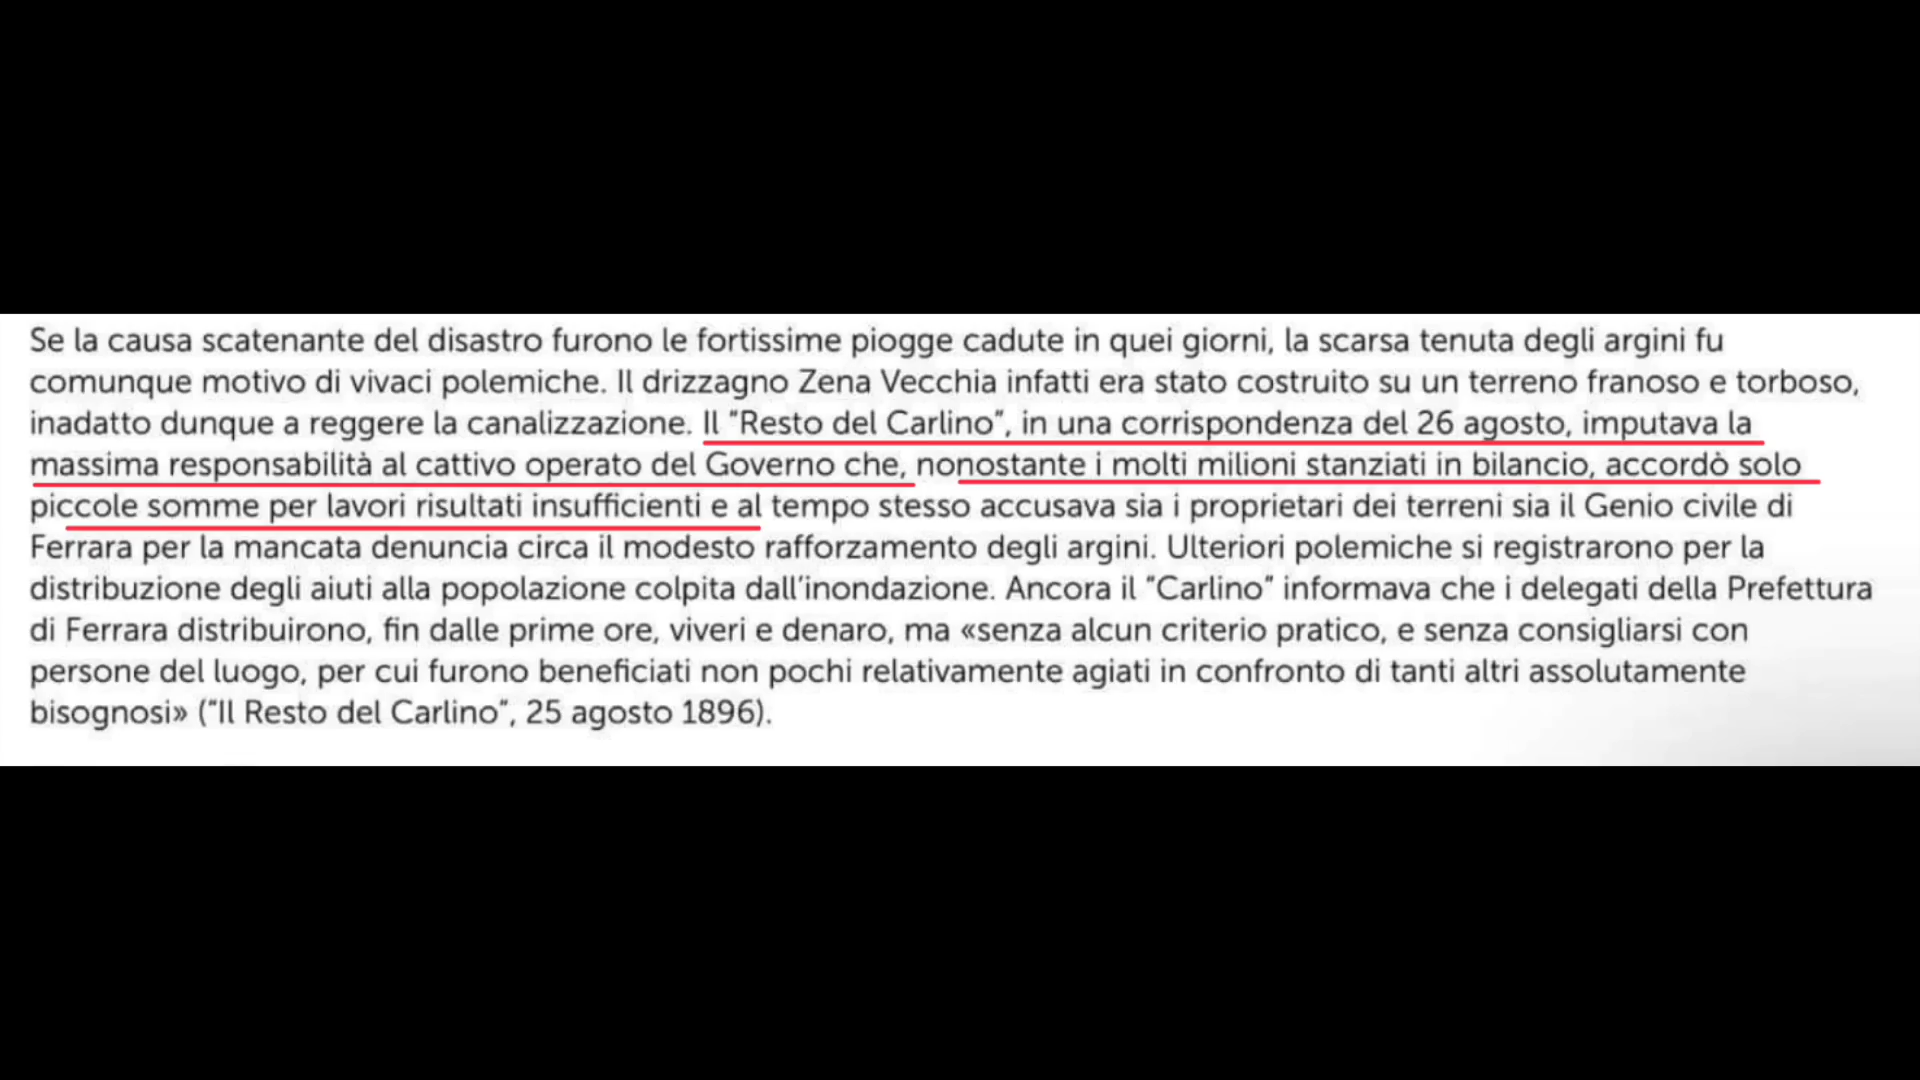 Se la causa scatenante del disastro furono le fortissime piogge cadute in quei giorni, la scarsa tenuta degli argini fu
comunque motivo di vivaci polemiche. Il drizzagno Zena Vecchia infatti era stato costruito su un terreno franoso e torboso,
inadatto dunque a reggere la canalizzazione. Il "Resto del Carlino", in una corrispondenza del 26 agosto, imputava la
massima responsabilità al cattivo operato del Governo che, nonostante i molti milioni stanziati in bilancio, accordò solo
piccole somme per lavori risultati insufficienti e al tempo stesso accusava sia i proprietari dei terreni sia il Genio civile di
Ferrara per la mancata denuncia circa il modesto rafforzamento degli argini. Ulteriori polemiche si registrarono per la
distribuzione degli aiuti alla popolazione colpita dall'inondazione. Ancora il "Carlino" informava che i delegati della Prefettura
di Ferrara distribuirono, fin dalle prime ore, viveri e denaro, ma «senza alcun criterio pratico, e senza consigliarsi con
persone del luogo, per cui furono beneficiati non pochi relativamente agiati in confronto di tanti altri assolutamente
bisognosi» ("Il Resto del Carlino", 25 agosto 1896).